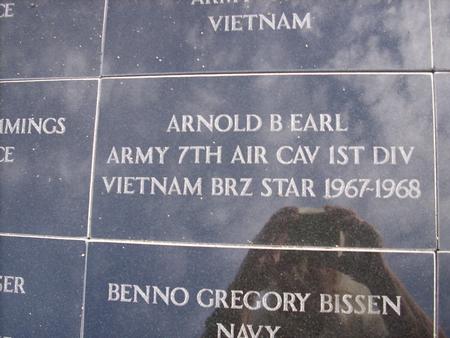 VIETNAM
MMINGS
CE
ARNOLD B EARL
ARMY 7TH AIR CAV 1ST DIV
VIETNAM BRZ STAR 1967-1968
SER
BENNO GREGORY BISSEN
NAVY